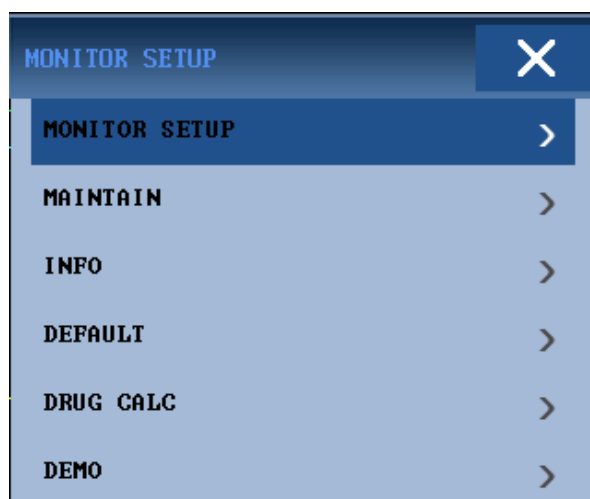 MONITOR SETUP
MONITOR SETUP
MAINTAIN
INFO
DEFAULT
DRUG CALC
DEMO